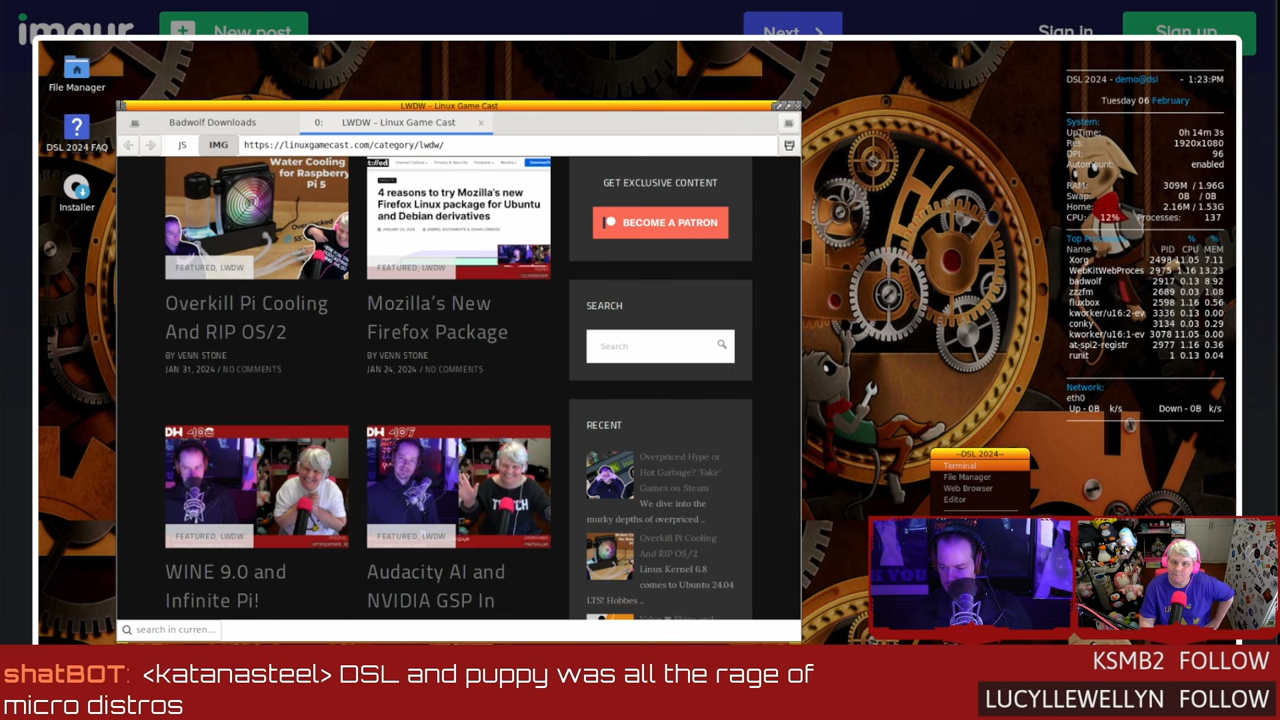 imgur
New post
Next
Sign in
Sign up
File Manager
DSL 2024 FAQ
Installer
LWDW – Linux Game Cast
Badwolf Downloads
0: LWDW – Linux Game Cast ×
JS IMG https://linuxgamecast.com/category/lwdw/
Water Cooling
for Raspberry
Pi 5
4 reasons to try Mozilla's new
Firefox Linux package for Ubuntu
and Debian derivatives
FEATURED, LWDW
FEATURED, LWDW
Overkill Pi Cooling
And RIP OS/2
BY VENN STONE
JAN 31, 2024 / NO COMMENTS
Mozilla's New
Firefox Package
BY VENN STONE
JAN 24, 2024 / NO COMMENTS
DW 408
FEATURED, LWDW
DW 407
FEATURED, LWDW
WINE 9.0 and
Infinite Pi!
Audacity AI and
NVIDIA GSP In
GET EXCLUSIVE CONTENT
BECOME A PATRON
SEARCH
Search
RECENT
Overpriced Hype or
Hot Garbage? 'Fake'
Games on Steam
We dive into the
murky depths of overpriced ..
Overkill Pi Cooling
And RIP OS/2
Linux Kernel 6.8
comes to Ubuntu 24.04
LTS! Hobbes ..
search in curren...
DSL 2024 - demo@dsl - 1:23:PM
Tuesday 06 February
System:
UpTime: 0h 14m 3s
Res: 1920x1080
DPI: 96
Automount: enabled
RAM: 309M / 1.96G
Swap: 0B / 0B
Home: 2.16M / 1.53G
CPU: 12% Processes: 137
% %
Name PID CPU MEM
Xorg 2498 11.05 7.11
WebKitWebProces 2975 1.16 13.23
badwolf 2917 0.13 8.92
zzzfm 2689 0.03 1.08
fluxbox 2598 1.16 0.56
kworker/u16:2-ev 3336 0.13 0.00
conky 3134 0.03 0.29
kworker/u16:1-ev 3078 11.05 0.00
at-spi2-registr 2977 1.16 0.36
runit 1 0.13 0.04
Network:
eth0
Up - 0B k/s Down - 0B k/s
--DSL 2024--
Terminal
File Manager
Web Browser
Editor
shatBOT: <katanasteel> DSL and puppy was all the rage of
micro distros
KSMB2 FOLLOW
LUCYLLEWELLYN FOLLOW